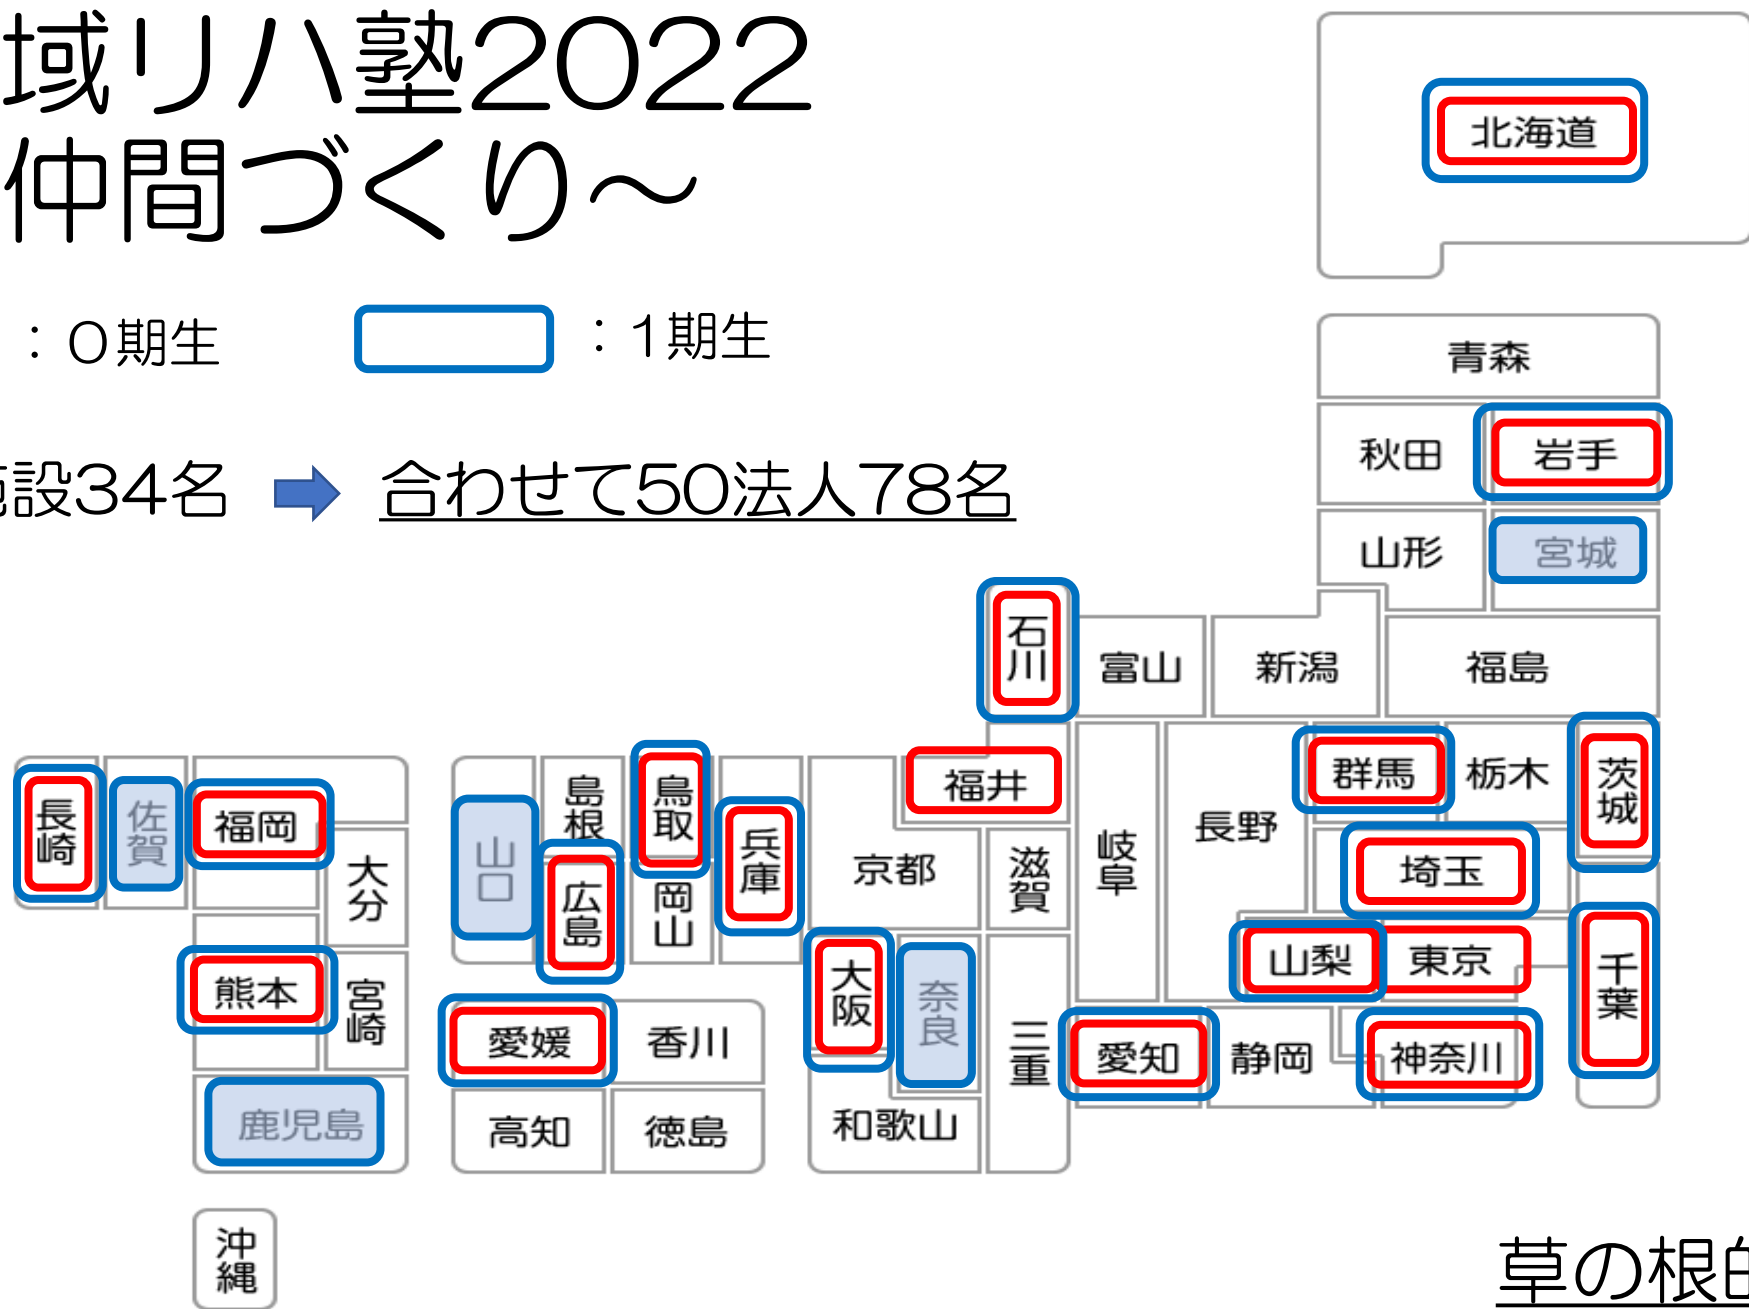 域リハ塾2022
仲間づくり～
：0期生
：1期生
設34名
合わせて50法人78名
北海道
青森
秋田
岩手
山形
宮城
石川
富山
新潟
福島
長崎
佐賀
福岡
大分
山口
島根
鳥取
兵庫
広島
岡山
京都
福井
滋賀
岐阜
長野
群馬
栃木
茨城
埼玉
山梨
東京
千葉
熊本
宮崎
大阪
奈良
三重
愛媛
香川
愛知
静岡
神奈川
鹿児島
高知
徳島
和歌山
沖縄
草の根